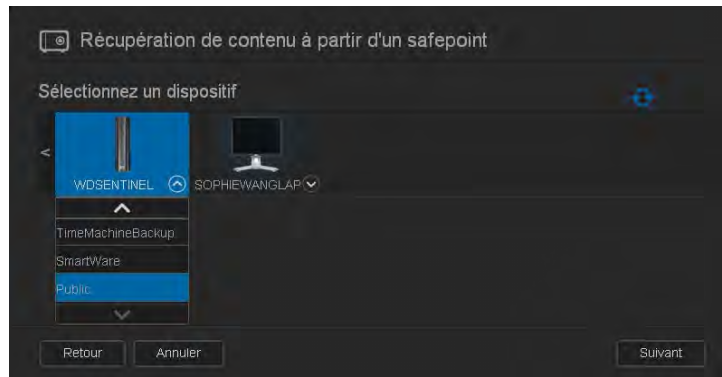 Récupération de contenu à partir d'un safepoint
Sélectionnez un dispositif
<
WDSENTINEL
SOPHIEWANGLAP
TimeMachineBackup
SmartWare
Public
Retour
Annuler
Suivant